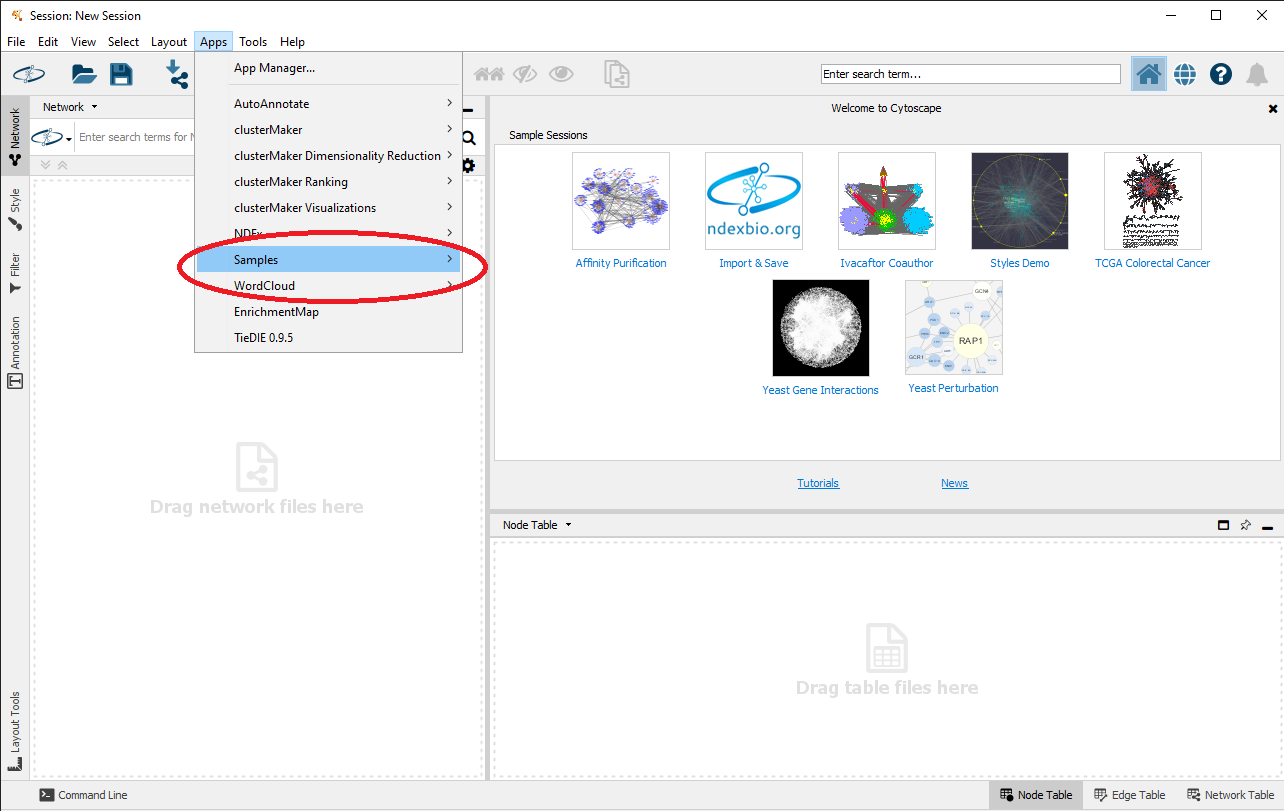 Session: New Session
File Edit View Select Layout Apps Tools Help
App Manager...
AutoAnnotate
clusterMaker
clusterMaker Dimensionality Reduction
clusterMaker Ranking
clusterMaker Visualizations
NDEx
Samples
WordCloud
EnrichmentMap
TieDIE 0.9.5
Enter search term...
Network
Style
Filter
Annotation
Layout Tools
Network
Enter search terms for
Drag network files here
Welcome to Cytoscape
Sample Sessions
ndexbio.org
Affinity Purification
Import & Save
Ivacaftor Coauthor
Styles Demo
TCGA Colorectal Cancer
GCN4
RAP1
GCR1
Yeast Gene Interactions
Yeast Perturbation
Tutorials
News
Node Table
Drag table files here
Command Line
Node Table
Edge Table
Network Table